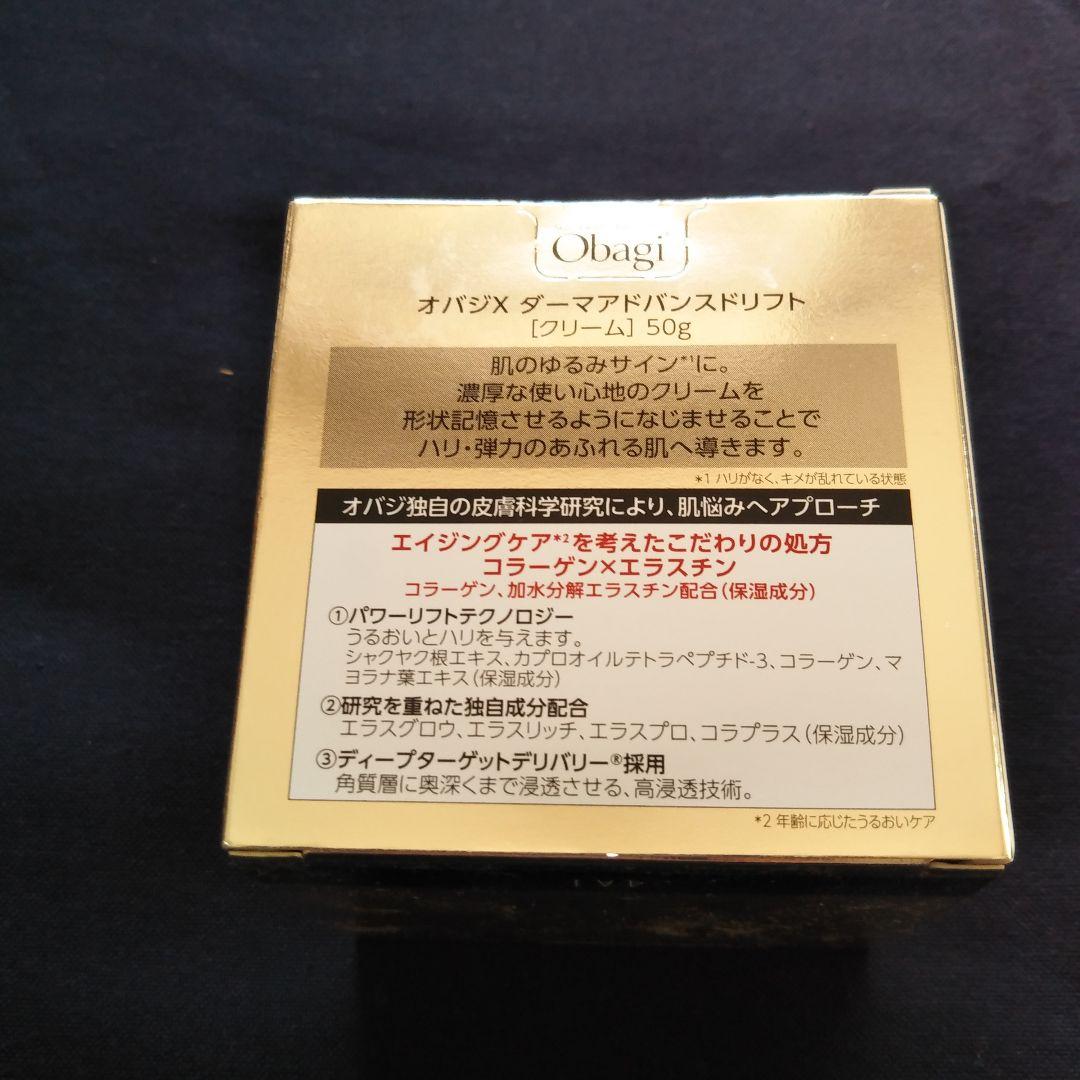 Obagi
オバジX ダーマアドバンスドリフト
[クリーム] 50g
肌のゆるみサイン*1に。
濃厚な使い心地のクリームを
形状記憶させるようになじませることで
ハリ・弾力のあふれる肌へ導きます。
*1 ハリがなく、キメが乱れている状態
オバジ独自の皮膚科学研究により、肌悩みへアプローチ
エイジングケア*2を考えたこだわりの処方
コラーゲン×エラスチン
コラーゲン、加水分解エラスチン配合(保湿成分)
①パワーリフトテクノロジー
うるおいとハリを与えます。
シャクヤク根エキス、カプロオイルテトラペプチド-3、コラーゲン、マ
ヨラナ葉エキス(保湿成分)
②研究を重ねた独自成分配合
エラスグロウ、エラスリッチ、エラスプロ、コラプラス(保湿成分)
③ディープターゲットデリバリー®採用
角質層に奥深くまで浸透させる、高浸透技術。
*2 年齢に応じたうるおいケア